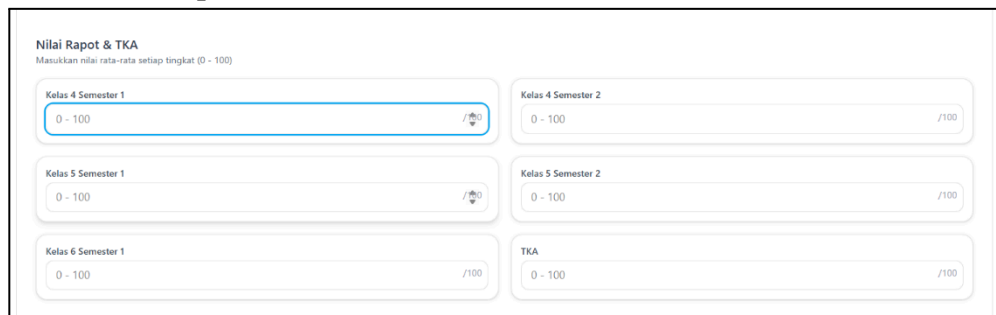 Nilai Rapot & TKA
Masukkan nilai rata-rata setiap tingkat (0 - 100)
Kelas 4 Semester 1
0 - 100
Kelas 4 Semester 2
0 - 100 /100
Kelas 5 Semester 1
0 - 100
Kelas 5 Semester 2
0 - 100 /100
Kelas 6 Semester 1
0 - 100 /100
TKA
0 - 100 /100